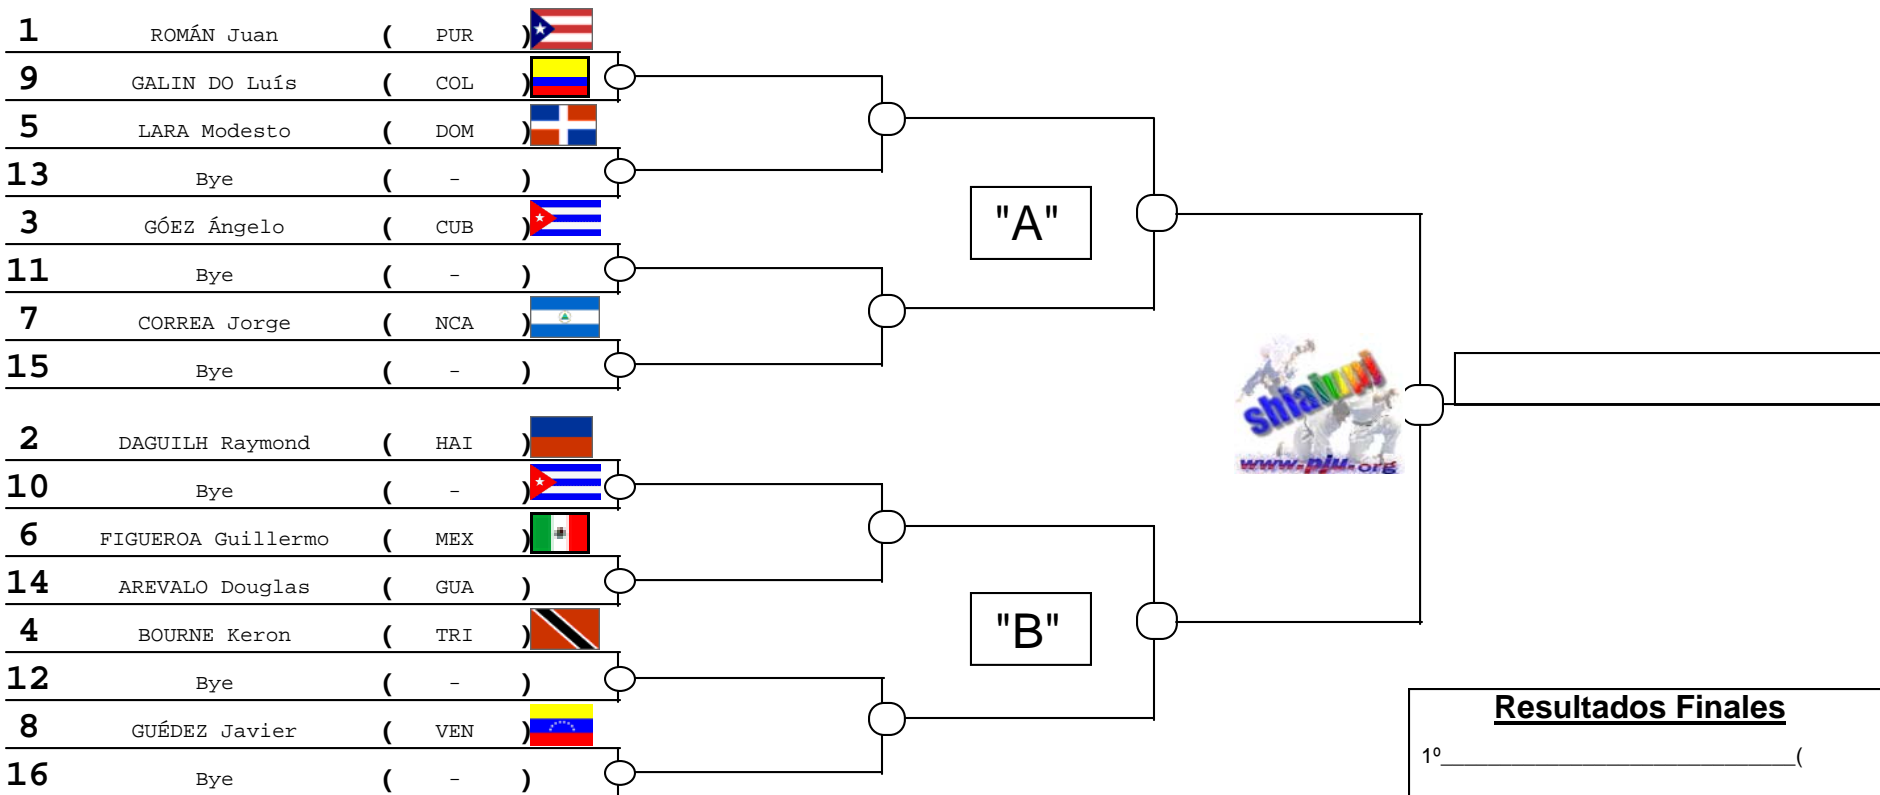 1 ROMÁN Juan ( PUR )
9 GALIN DO Luís ( COL )
5 LARA Modesto ( DOM )
13 Bye ( - )
3 GÓEZ Ángelo ( CUB )
11 Bye ( - )
7 CORREA Jorge ( NCA )
15 Bye ( - )
"A"
shiai
www.pju.org
2 DAGUILH Raymond ( HAI )
10 Bye ( - )
6 FIGUEROA Guillermo ( MEX )
14 AREVALO Douglas ( GUA )
4 BOURNE Keron ( TRI )
12 Bye ( - )
8 GUÉDEZ Javier ( VEN )
16 Bye ( - )
"B"
Resultados Finales
1º________________________________(